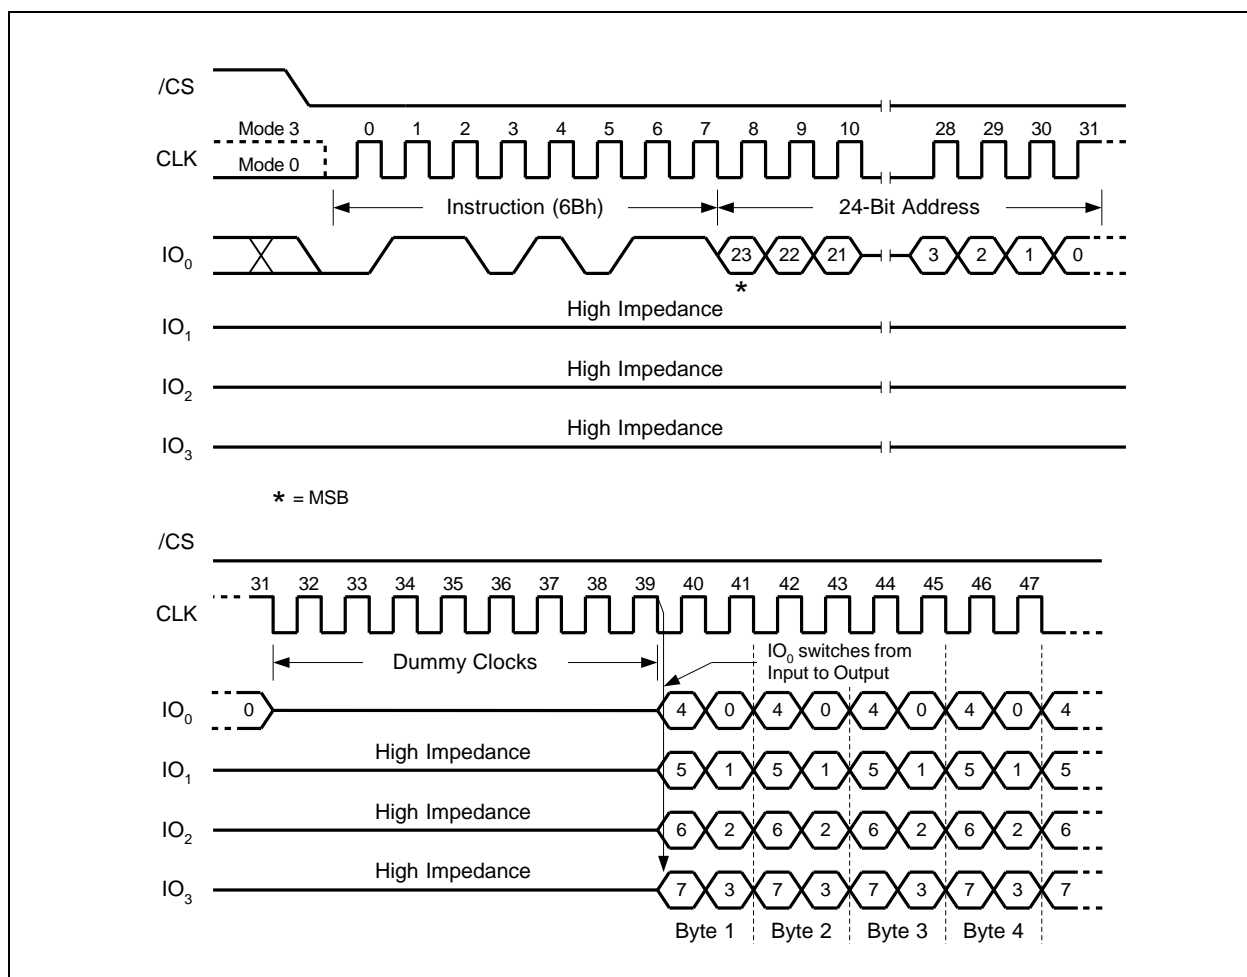 /CS
Mode 3 0 1 2 3 4 5 6 7 8 9 10 28 29 30 31
CLK Mode 0
Instruction (6Bh) 24-Bit Address
IO0 23 22 21 3 2 1 0
*
High Impedance
IO1
High Impedance
IO2
High Impedance
IO3
* = MSB
/CS
31 32 33 34 35 36 37 38 39 40 41 42 43 44 45 46 47
CLK
Dummy Clocks IO0 switches from
Input to Output
IO0 0 4 0 4 0 4 0 4 0 4
High Impedance
IO1 5 1 5 1 5 1 5 1 5
High Impedance
IO2 6 2 6 2 6 2 6 2 6
High Impedance
IO3 7 3 7 3 7 3 7 3 7
Byte 1 Byte 2 Byte 3 Byte 4